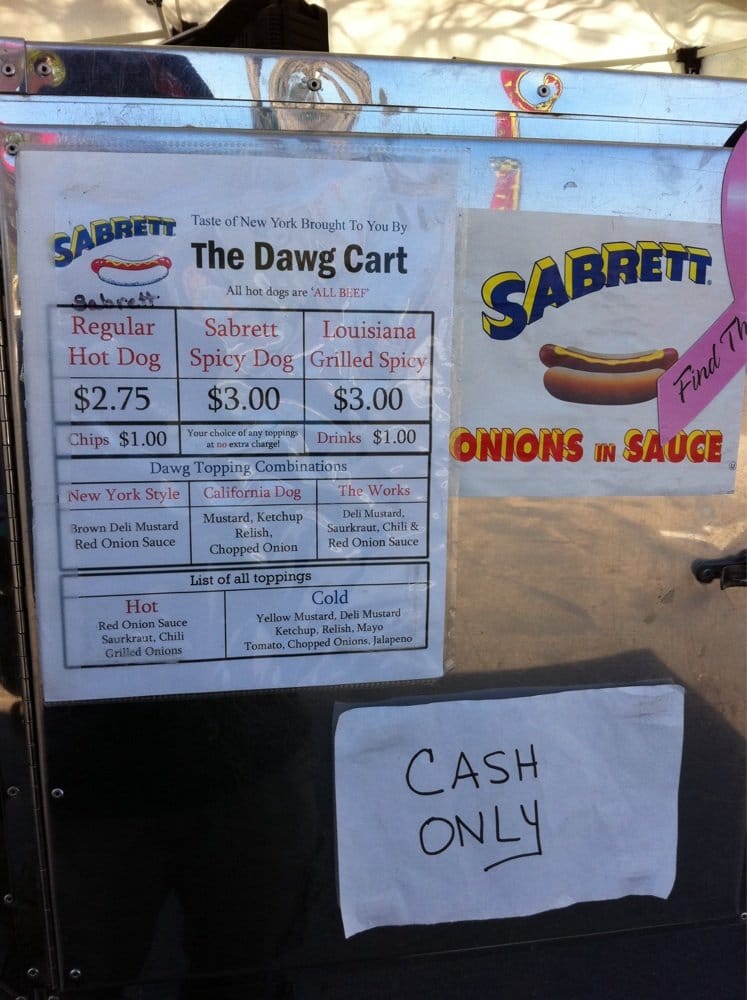 SABRETT
Taste of New York Brought To You By
The Dawg Cart
All hot dogs are 'ALL BEEF'
Sabrett
Regular
Hot Dog
$2.75
Sabrett
Spicy Dog
$3.00
Louisiana
Grilled Spicy
$3.00
Chips $1.00
Your choice of any toppings
at no extra charge!
Drinks $1.00
Dawg Topping Combinations
New York Style
Brown Deli Mustard
Red Onion Sauce
California Dog
Mustard, Ketchup
Relish,
Chopped Onion
The Works
Deli Mustard,
Saurkraut, Chili &
Red Onion Sauce
List of all toppings
Hot
Red Onion Sauce
Saurkraut, Chili
Grilled Onions
Cold
Yellow Mustard, Deli Mustard
Ketchup, Relish, Mayo
Tomato, Chopped Onions, Jalapeno
SABRETT
ONIONS IN SAUCE
Find Th
CASH
ONLY